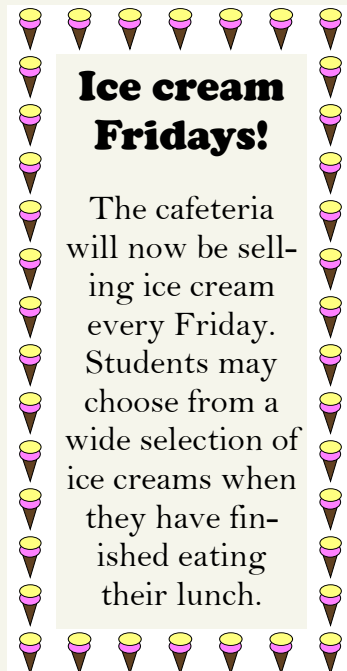 Ice cream
Fridays!
The cafeteria
will now be sell-
ing ice cream
every Friday.
Students may
choose from a
wide selection of
ice creams when
they have fin-
ished eating
their lunch.